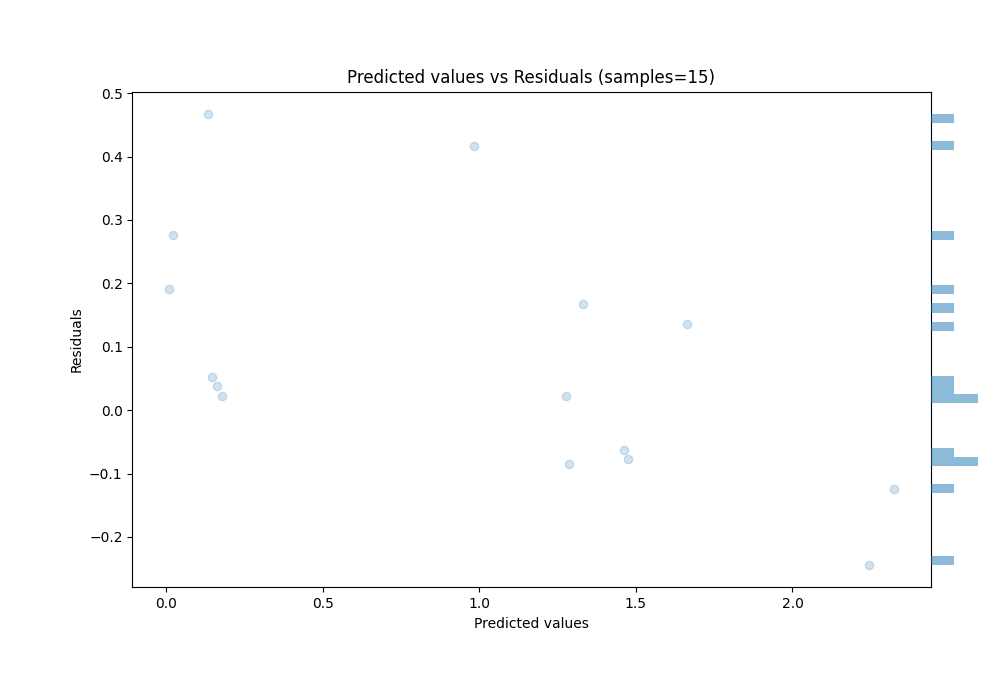 Predicted values vs Residuals (samples=15)
0.5
0.4
0.3
0.2
0.1
0.0
−0.1
−0.2
Residuals
0.0 0.5 1.0 1.5 2.0
Predicted values